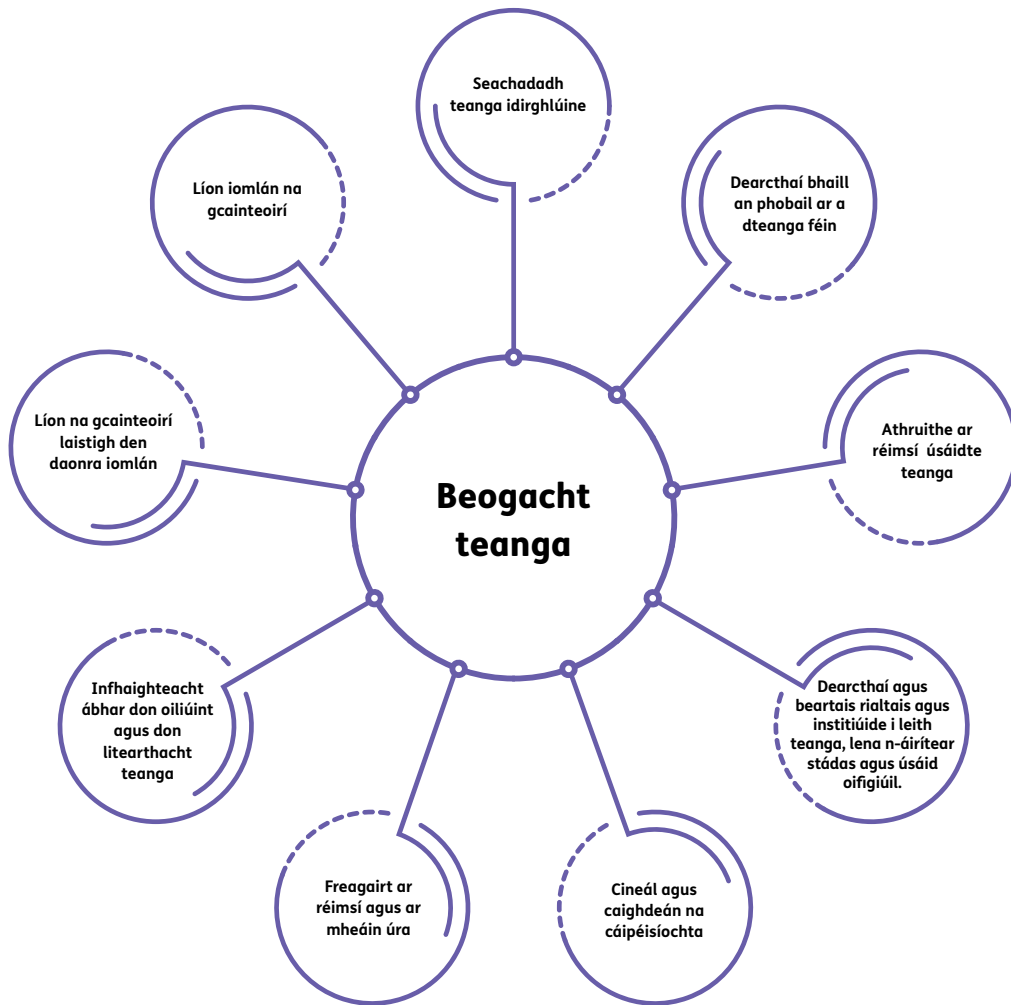 Seachadadh
teanga idirghlúine
Dearcthaí bhaill
an phobail ar a
dteanga féin
Athruithe ar
réimsí úsáidte
teanga
Dearcthaí agus
beartais rialtais agus
institiúide i leith
teanga, lena n-áirítear
stádas agus úsáid
oifigiúil.
Cineál agus
caighdeán na
cáipéisíochta
Freagairt ar
réimsí agus ar
mheáin úra
Infhaighteacht
ábhar don oiliúint
agus don
litearthacht
teanga
Líon na gcainteoirí
laistigh den
daonra iomlán
Líon iomlán na
gcainteoirí
Beogacht
teanga